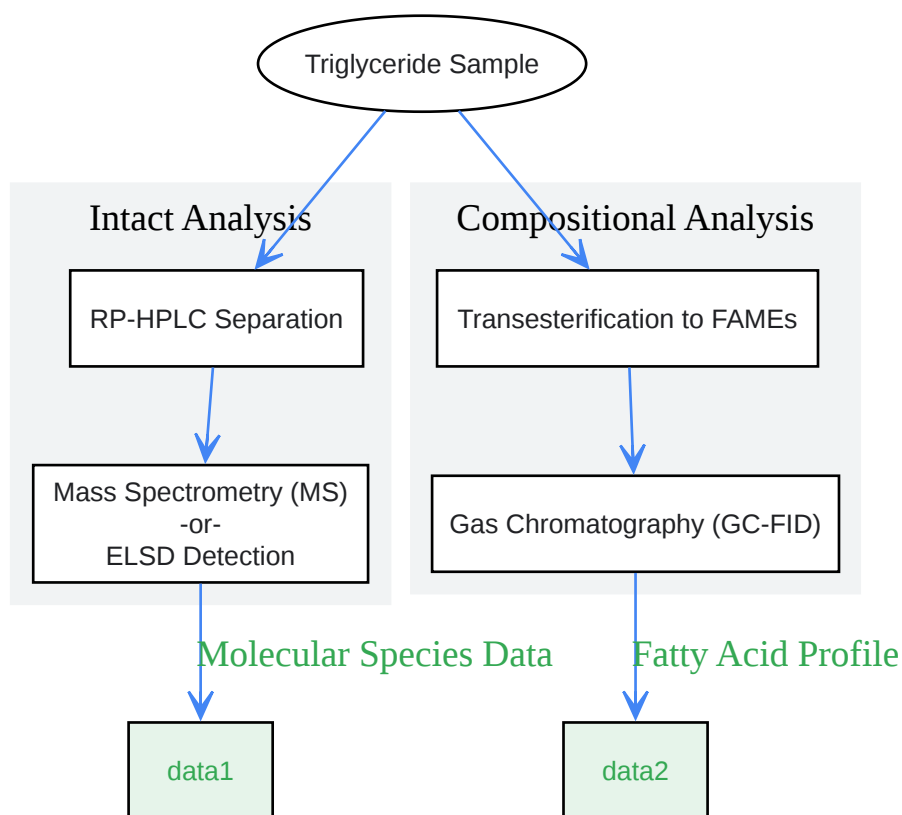 Triglyceride Sample
Intact Analysis
Compositional Analysis
RP-HPLC Separation
Transesterification to FAMEs
Mass Spectrometry (MS)
-or-
ELSD Detection
Gas Chromatography (GC-FID)
Molecular Species Data
Fatty Acid Profile
data1
data2